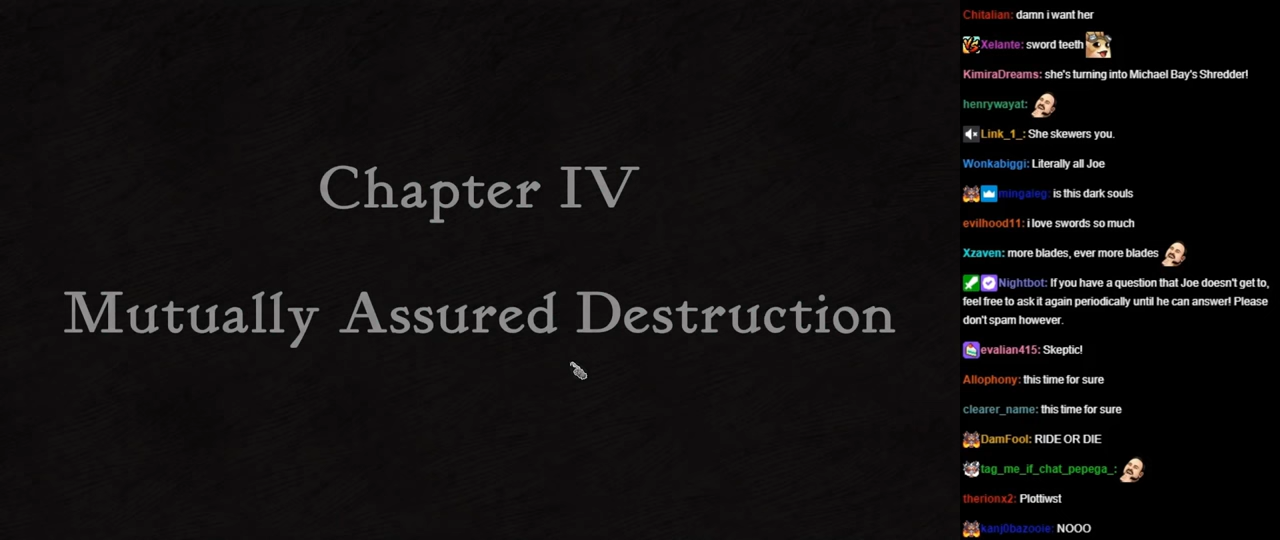 Chapter IV
Mutually Assured Destruction
Chitalian: damn i want her
Xelante: sword teeth
KimiraDreams: she's turning into Michael Bay's Shredder!
henrywayat:
Link_1_: She skewers you.
Wonkabiggi: Literally all Joe
mingaieg: is this dark souls
evilhood11: i love swords so much
Xzaven: more blades, ever more blades
Nightbot: If you have a question that Joe doesn't get to,
feel free to ask it again periodically until he can answer! Please
don't spam however.
evalian415: Skeptic!
Allophony: this time for sure
clearer_name: this time for sure
DamFool: RIDE OR DIE
tag_me_if_chat_pepega_:
therionx2: Plottiwst
kanj0bazooie: NOOO